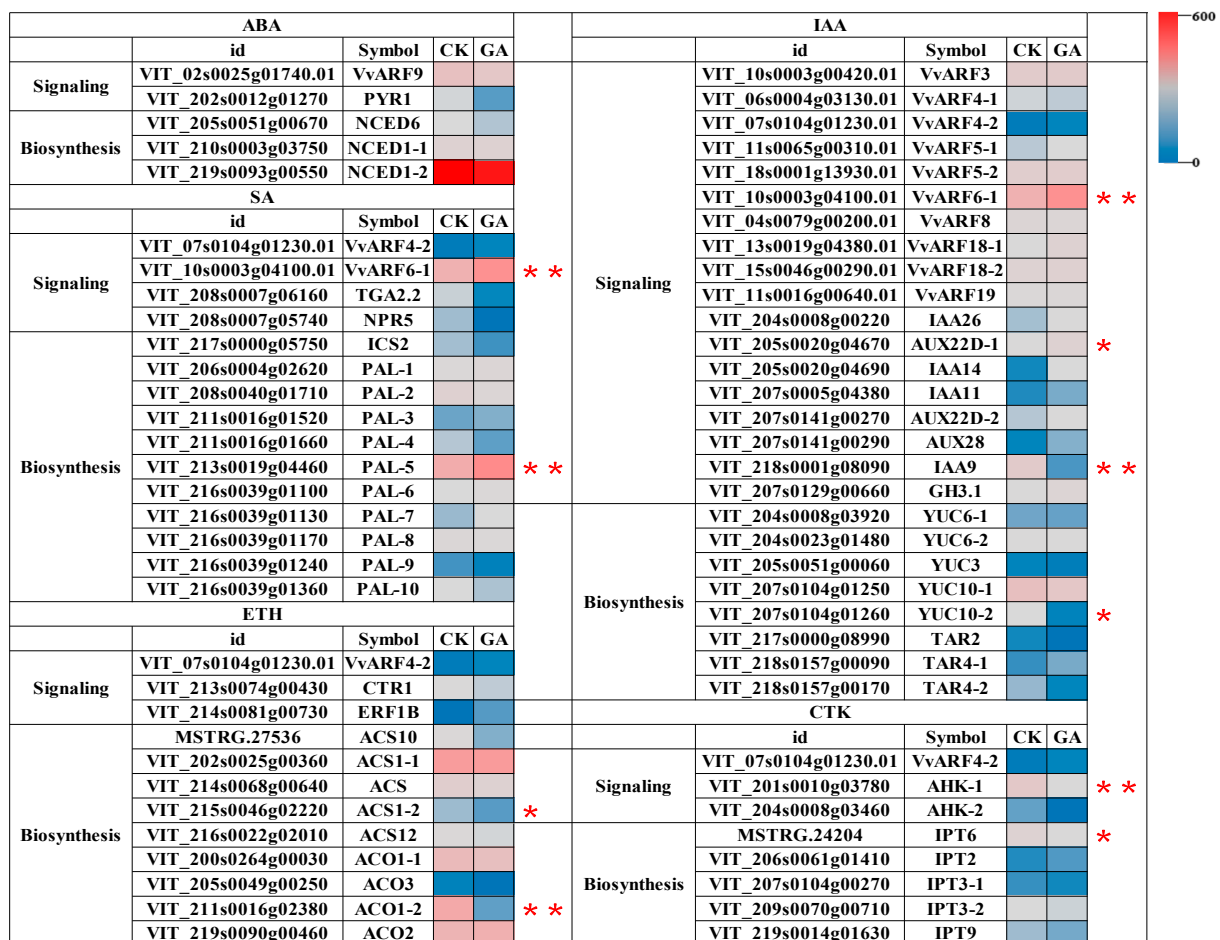 ABA
id Symbol CK GA
Signaling
VIT_02s0025g01740.01 VvARF9
VIT_202s0012g01270 PYR1
Biosynthesis
VIT_205s0051g00670 NCED6
VIT_210s0003g03750 NCED1-1
VIT_219s0093g00550 NCED1-2
SA
id Symbol CK GA
Signaling
VIT_07s0104g01230.01 VvARF4-2
VIT_10s0003g04100.01 VvARF6-1 **
VIT_208s0007g06160 TGA2.2
VIT_208s0007g05740 NPR5
Biosynthesis
VIT_217s0000g05750 ICS2
VIT_206s0004g02620 PAL-1
VIT_208s0040g01710 PAL-2
VIT_211s0016g01520 PAL-3
VIT_211s0016g01660 PAL-4
VIT_213s0019g04460 PAL-5 **
VIT_216s0039g01100 PAL-6
VIT_216s0039g01130 PAL-7
VIT_216s0039g01170 PAL-8
VIT_216s0039g01240 PAL-9
VIT_216s0039g01360 PAL-10
ETH
id Symbol CK GA
Signaling
VIT_07s0104g01230.01 VvARF4-2
VIT_213s0074g00430 CTR1
VIT_214s0081g00730 ERF1B
Biosynthesis
MSTRG.27536 ACS10
VIT_202s0025g00360 ACS1-1
VIT_214s0068g00640 ACS
VIT_215s0046g02220 ACS1-2 *
VIT_216s0022g02010 ACS12
VIT_200s0264g00030 ACO1-1
VIT_205s0049g00250 ACO3
VIT_211s0016g02380 ACO1-2 **
VIT_219s0090g00460 ACO2
IAA
id Symbol CK GA
Signaling
VIT_10s0003g00420.01 VvARF3
VIT_06s0004g03130.01 VvARF4-1
VIT_07s0104g01230.01 VvARF4-2
VIT_11s0065g00310.01 VvARF5-1
VIT_18s0001g13930.01 VvARF5-2
VIT_10s0003g04100.01 VvARF6-1 **
VIT_04s0079g00200.01 VvARF8
VIT_13s0019g04380.01 VvARF18-1
VIT_15s0046g00290.01 VvARF18-2
VIT_11s0016g00640.01 VvARF19
VIT_204s0008g00220 IAA26
VIT_205s0020g04670 AUX22D-1 *
VIT_205s0020g04690 IAA14
VIT_207s0005g04380 IAA11
VIT_207s0141g00270 AUX22D-2
VIT_207s0141g00290 AUX28
VIT_218s0001g08090 IAA9 **
VIT_207s0129g00660 GH3.1
Biosynthesis
VIT_204s0008g03920 YUC6-1
VIT_204s0023g01480 YUC6-2
VIT_205s0051g00060 YUC3
VIT_207s0104g01250 YUC10-1
VIT_207s0104g01260 YUC10-2 *
VIT_217s0000g08990 TAR2
VIT_218s0157g00090 TAR4-1
VIT_218s0157g00170 TAR4-2
CTK
id Symbol CK GA
Signaling
VIT_07s0104g01230.01 VvARF4-2
VIT_201s0010g03780 AHK-1 **
VIT_204s0008g03460 AHK-2
Biosynthesis
MSTRG.24204 IPT6 *
VIT_206s0061g01410 IPT2
VIT_207s0104g00270 IPT3-1
VIT_209s0070g00710 IPT3-2
VIT_219s0014g01630 IPT9
600
0